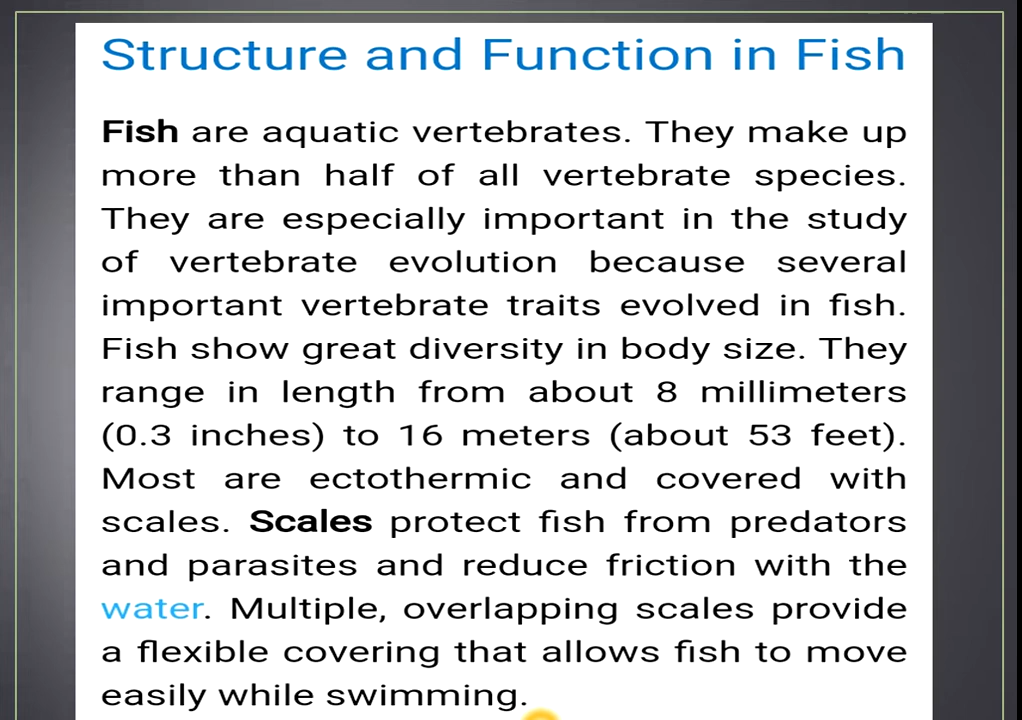 Structure and Function in Fish
Fish are aquatic vertebrates. They make up
more than half of all vertebrate species.
They are especially important in the study
of vertebrate evolution because several
important vertebrate traits evolved in fish.
Fish show great diversity in body size. They
range in length from about 8 millimeters
(0.3 inches) to 16 meters (about 53 feet).
Most are ectothermic and covered with
scales. Scales protect fish from predators
and parasites and reduce friction with the
water. Multiple, overlapping scales provide
a flexible covering that allows fish to move
easily while swimming.